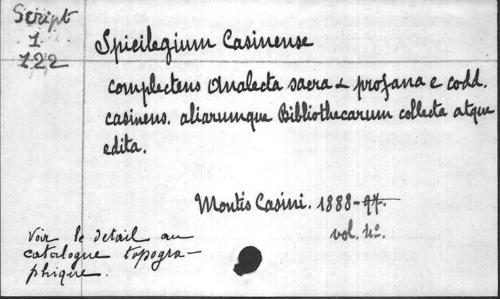 Script
1
122
Spicilegium Casinense
complectens Analecta sacra & profana e codd.
casinens. aliarumque Bibliothecarum collecta atque
edita.
Montis Casini. 1888-97.
vol. 4o.
Voir le détail au
catalogue topogra-
phique.